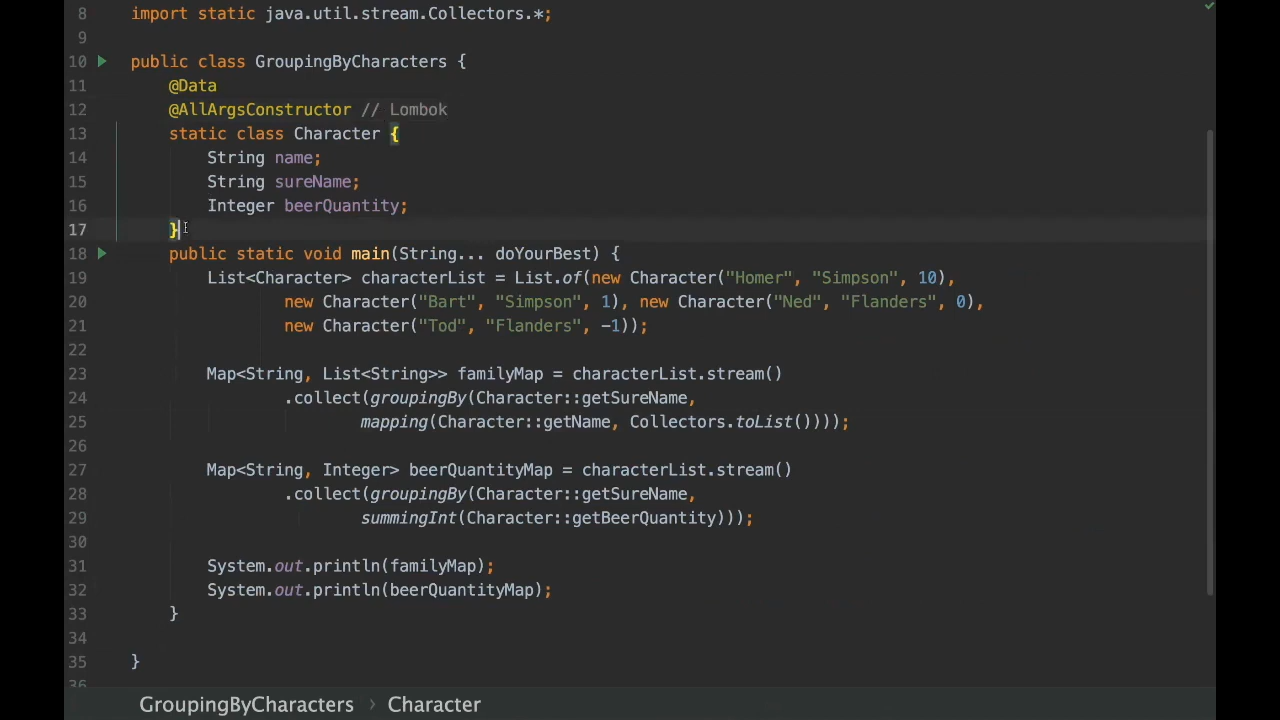 8 import static java.util.stream.Collectors.*;
9
10 public class GroupingByCharacters {
11 @Data
12 @AllArgsConstructor // Lombok
13 static class Character {
14 String name;
15 String sureName;
16 Integer beerQuantity;
17 }
18 public static void main(String... doYourBest) {
19 List<Character> characterList = List.of(new Character("Homer", "Simpson", 10),
20 new Character("Bart", "Simpson", 1), new Character("Ned", "Flanders", 0),
21 new Character("Tod", "Flanders", -1));
22
23 Map<String, List<String>> familyMap = characterList.stream()
24 .collect(groupingBy(Character::getSureName,
25 mapping(Character::getName, Collectors.toList())));
26
27 Map<String, Integer> beerQuantityMap = characterList.stream()
28 .collect(groupingBy(Character::getSureName,
29 summingInt(Character::getBeerQuantity)));
30
31 System.out.println(familyMap);
32 System.out.println(beerQuantityMap);
33 }
34
35 }
36
GroupingByCharacters › Character